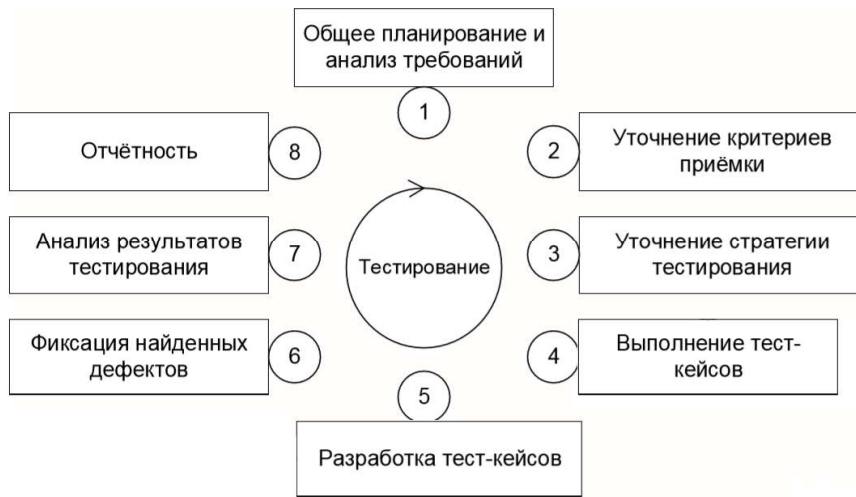 Общее планирование и
анализ требований
1
2
Уточнение критериев
приёмки
3
Уточнение стратегии
тестирования
4
Выполнение тест-
кейсов
5
Разработка тест-кейсов
6
Фиксация найденных
дефектов
7
Анализ результатов
тестирования
8
Отчётность
Тестирование